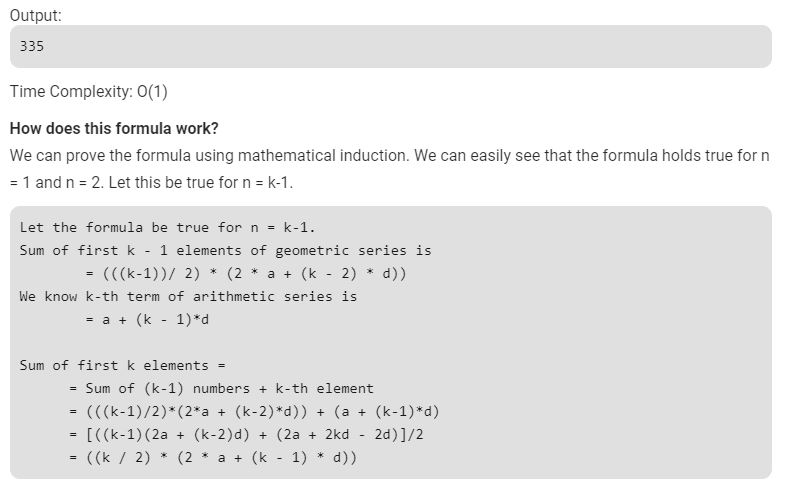 Output:
335
Time Complexity: O(1)
How does this formula work?
We can prove the formula using mathematical induction. We can easily see that the formula holds true for n
= 1 and n = 2. Let this be true for n = k-1.
Let the formula be true for n = k-1.
Sum of first k - 1 elements of geometric series is
= (((k-1))/ 2) * (2 * a + (k - 2) * d))
We know k-th term of arithmetic series is
= a + (k - 1)*d
Sum of first k elements =
= Sum of (k-1) numbers + k-th element
= (((k-1)/2)*(2*a + (k-2)*d)) + (a + (k-1)*d)
= [((k-1)(2a + (k-2)d) + (2a + 2kd - 2d)]/2
= ((k / 2) * (2 * a + (k - 1) * d))